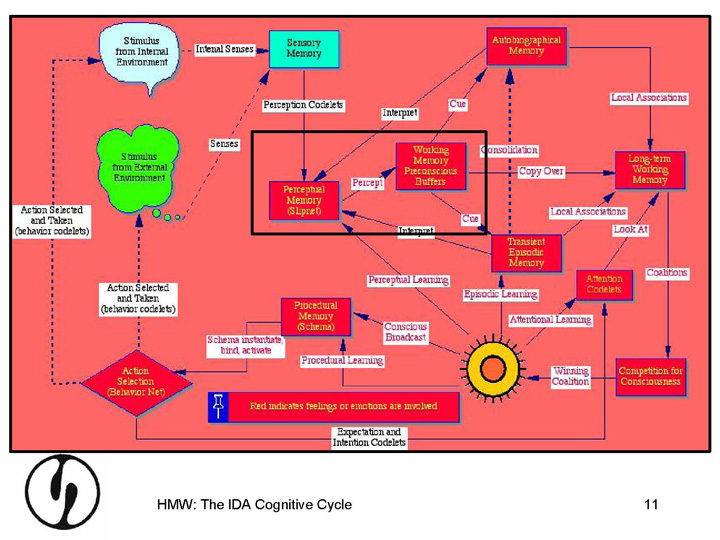 Stimulus
from Internal
Environment
Intenal Senses
Sensory
Memory
Autobiographical
Memory
Perception Codelets
Interpret
Cue
Local Associations
Stimulus
from External
Environment
Senses
Working
Memory
Preconscious
Buffers
Consolidation
Long-term
Working
Memory
Copy Over
Percept
Perceptual
Memory
(Slipnet)
Action Selected
and Taken
(behavior codelets)
Cue
Local Associations
Interpret
Look At
Transient
Episodic
Memory
Coalitions
Perceptual Learning
Attention
Codelets
Action Selected
and Taken
(behavior codelets)
Episodic Learning
Procedural
Memory
(Schema)
Attentional Learning
Conscious
Broadcast
Schema instantiate,
bind, activate
Procedural Learning
Action
Selection
(Behavior Net)
Winning
Coalition
Competition for
Consciousness
Red indicates feelings or emotions are involved
Expectation and
Intention Codelets
HMW: The IDA Cognitive Cycle
11